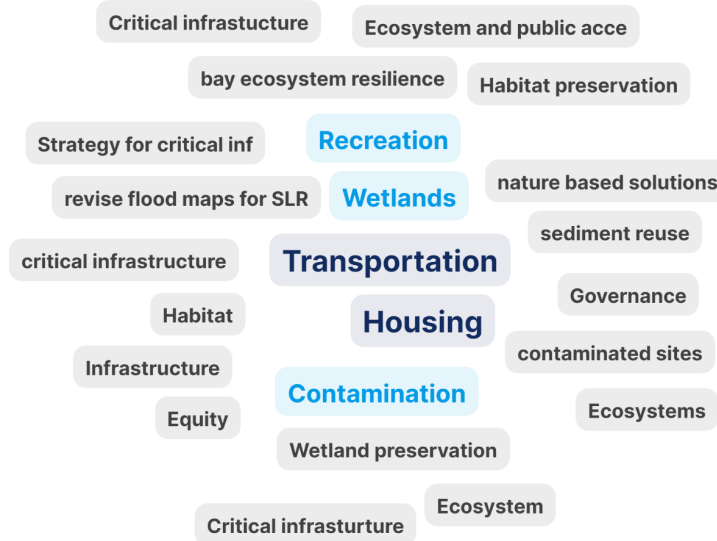 Critical infrastucture
Ecosystem and public acce
bay ecosystem resilience
Habitat preservation
Strategy for critical inf
Recreation
nature based solutions
revise flood maps for SLR
Wetlands
sediment reuse
critical infrastructure
Transportation
Governance
Habitat
Housing
contaminated sites
Infrastructure
Contamination
Ecosystems
Equity
Wetland preservation
Ecosystem
Critical infrasturture